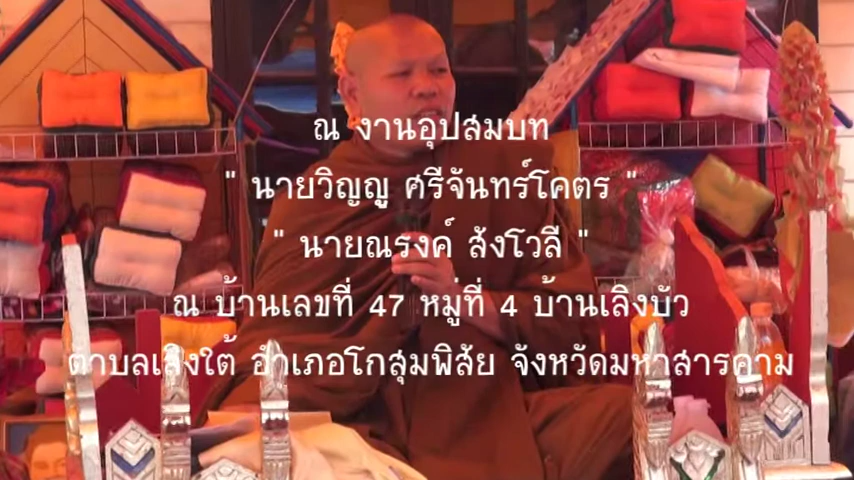 ณ งานอุปสมบท
" นายวิญญู ศรีจันทร์โคตร "
" นายณรงค์ สังโวลี "
ณ บ้านเลขที่ 47 หมู่ที่ 4 บ้านเลิงบัว
ตำบลเลิงใต้ อำเภอโกสุมพิสัย จังหวัดมหาสารคาม